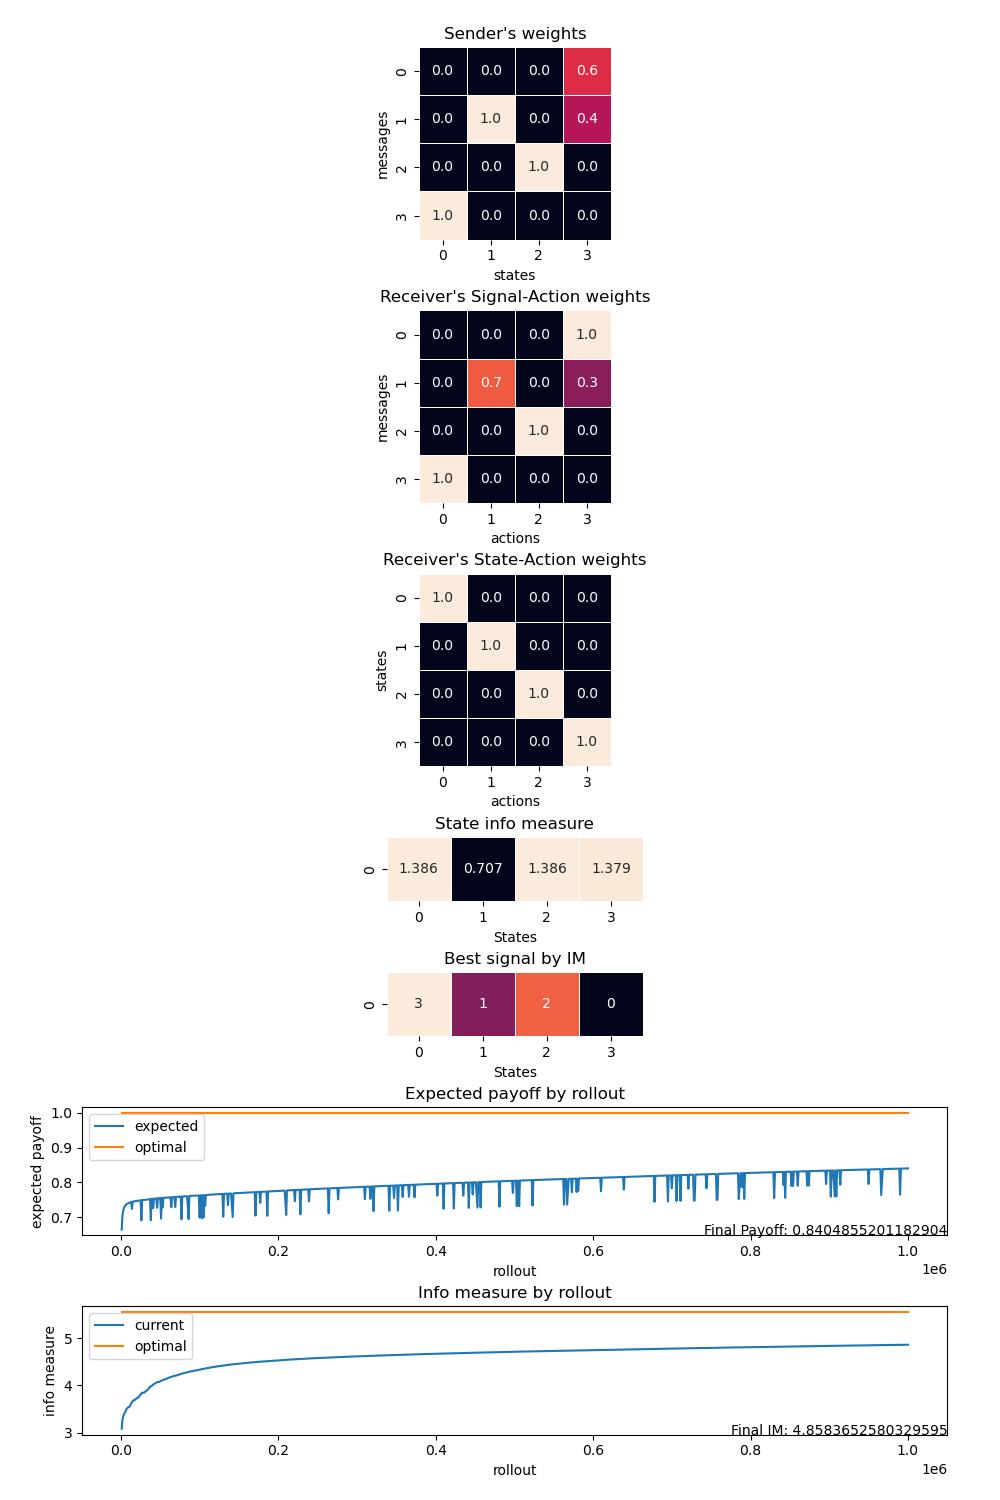 Sender's weights
0 0.0 0.0 0.0 0.6
1 0.0 1.0 0.0 0.4
2 0.0 0.0 1.0 0.0
3 1.0 0.0 0.0 0.0
messages
0 1 2 3
states
Receiver's Signal-Action weights
0 0.0 0.0 0.0 1.0
1 0.0 0.7 0.0 0.3
2 0.0 0.0 1.0 0.0
3 1.0 0.0 0.0 0.0
messages
0 1 2 3
actions
Receiver's State-Action weights
0 1.0 0.0 0.0 0.0
1 0.0 1.0 0.0 0.0
2 0.0 0.0 1.0 0.0
3 0.0 0.0 0.0 1.0
states
0 1 2 3
actions
State info measure
0 1.386 0.707 1.386 1.379
0 1 2 3
States
Best signal by IM
0 3 1 2 0
0 1 2 3
States
Expected payoff by rollout
expected payoff
1.0
0.9
0.8
0.7
expected
optimal
Final Payoff: 0.8404855201182904
0.0 0.2 0.4 0.6 0.8 1.0
1e6
rollout
Info measure by rollout
info measure
5
4
3
current
optimal
Final IM: 4.8583652580329595
0.0 0.2 0.4 0.6 0.8 1.0
1e6
rollout